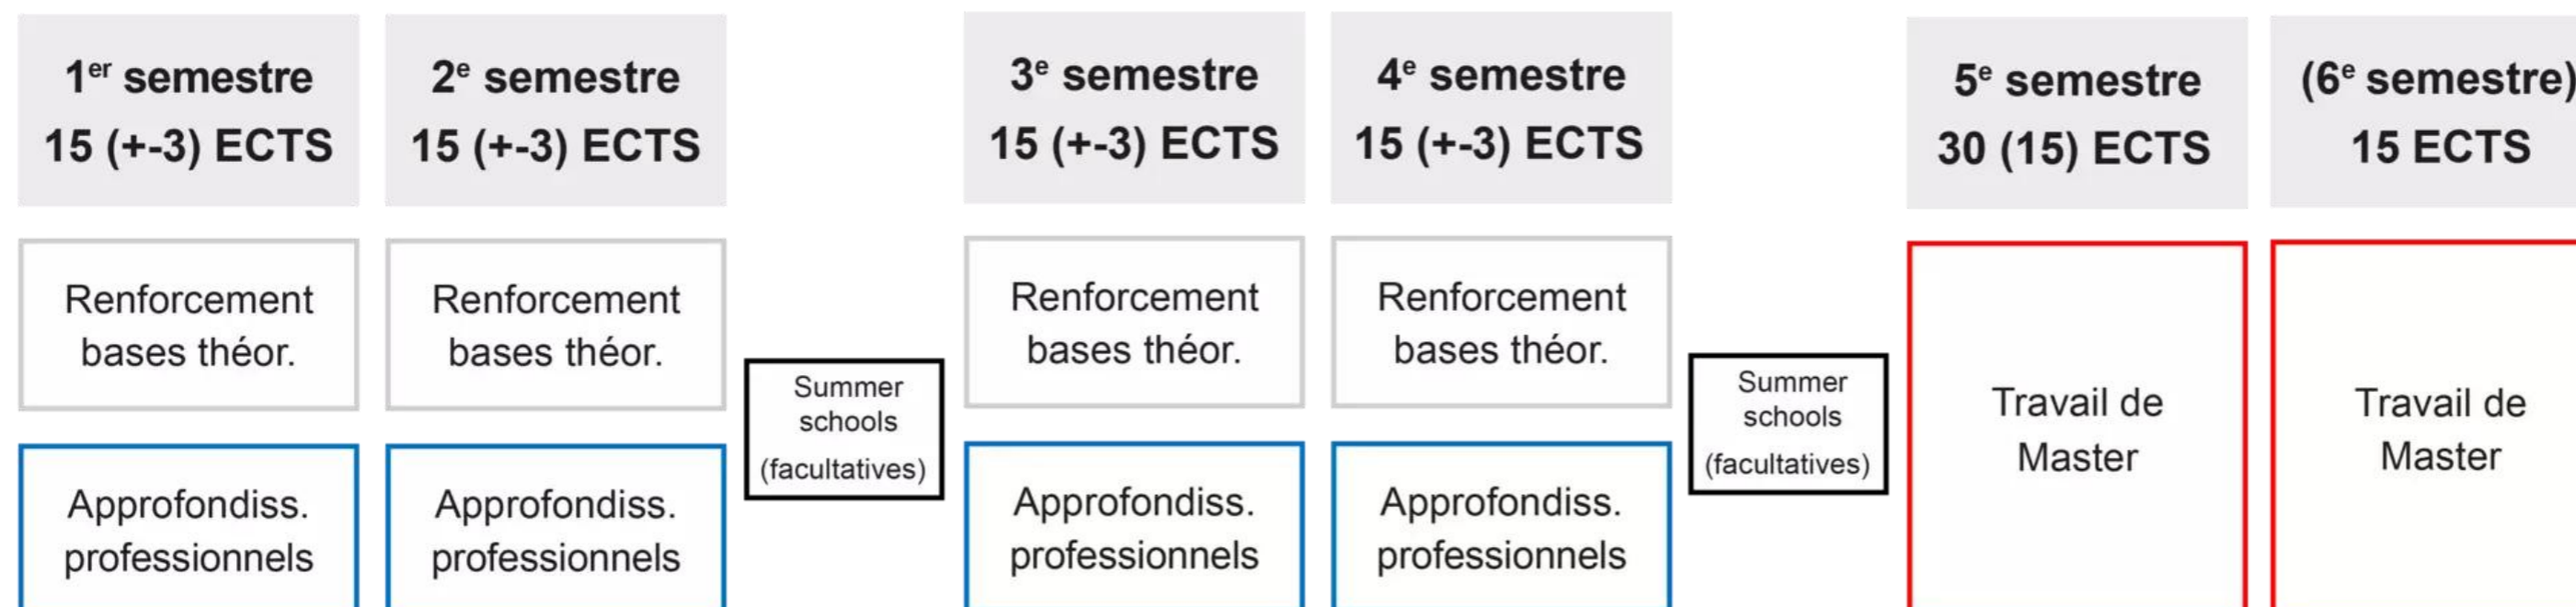 1er semestre
15 (+-3) ECTS
2e semestre
15 (+-3) ECTS
3e semestre
15 (+-3) ECTS
4e semestre
15 (+-3) ECTS
5e semestre
30 (15) ECTS
(6e semestre)
15 ECTS
Renforcement
bases théor.
Renforcement
bases théor.
Summer
schools
(facultatives)
Renforcement
bases théor.
Renforcement
bases théor.
Summer
schools
(facultatives)
Travail de
Master
Travail de
Master
Approfondiss.
professionnels
Approfondiss.
professionnels
Approfondiss.
professionnels
Approfondiss.
professionnels